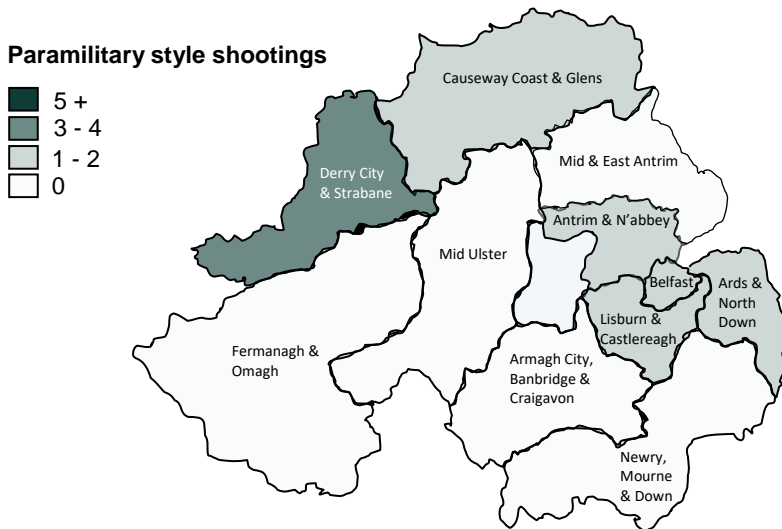 Paramilitary style shootings
5 +
3 - 4
1 - 2
0
Causeway Coast & Glens
Mid & East Antrim
Derry City
& Strabane
Antrim & N’abbey
Mid Ulster
Belfast
Ards &
North
Down
Lisburn &
Castlereagh
Fermanagh &
Omagh
Armagh City,
Banbridge &
Craigavon
Newry,
Mourne
& Down